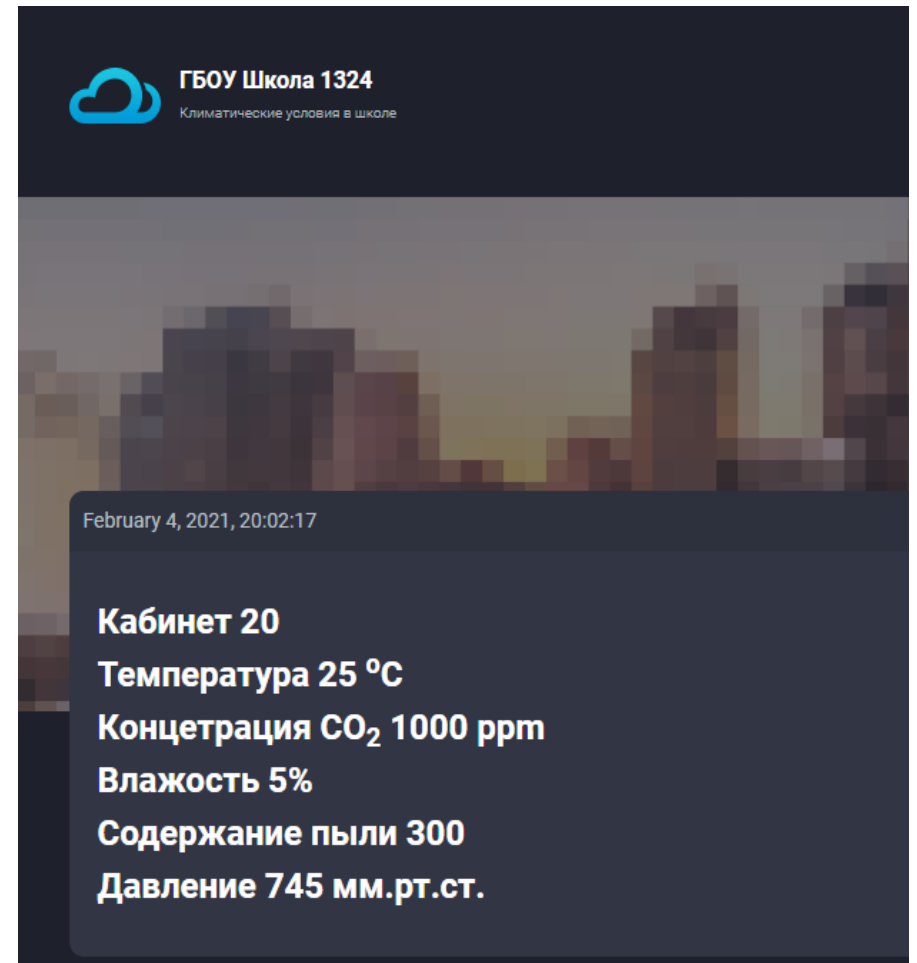 ГБОУ Школа 1324
Климатические условия в школе
February 4, 2021, 20:02:17
Кабинет 20
Температура 25 ⁰C
Концетрация CO₂ 1000 ppm
Влажость 5%
Содержание пыли 300
Давление 745 мм.рт.ст.